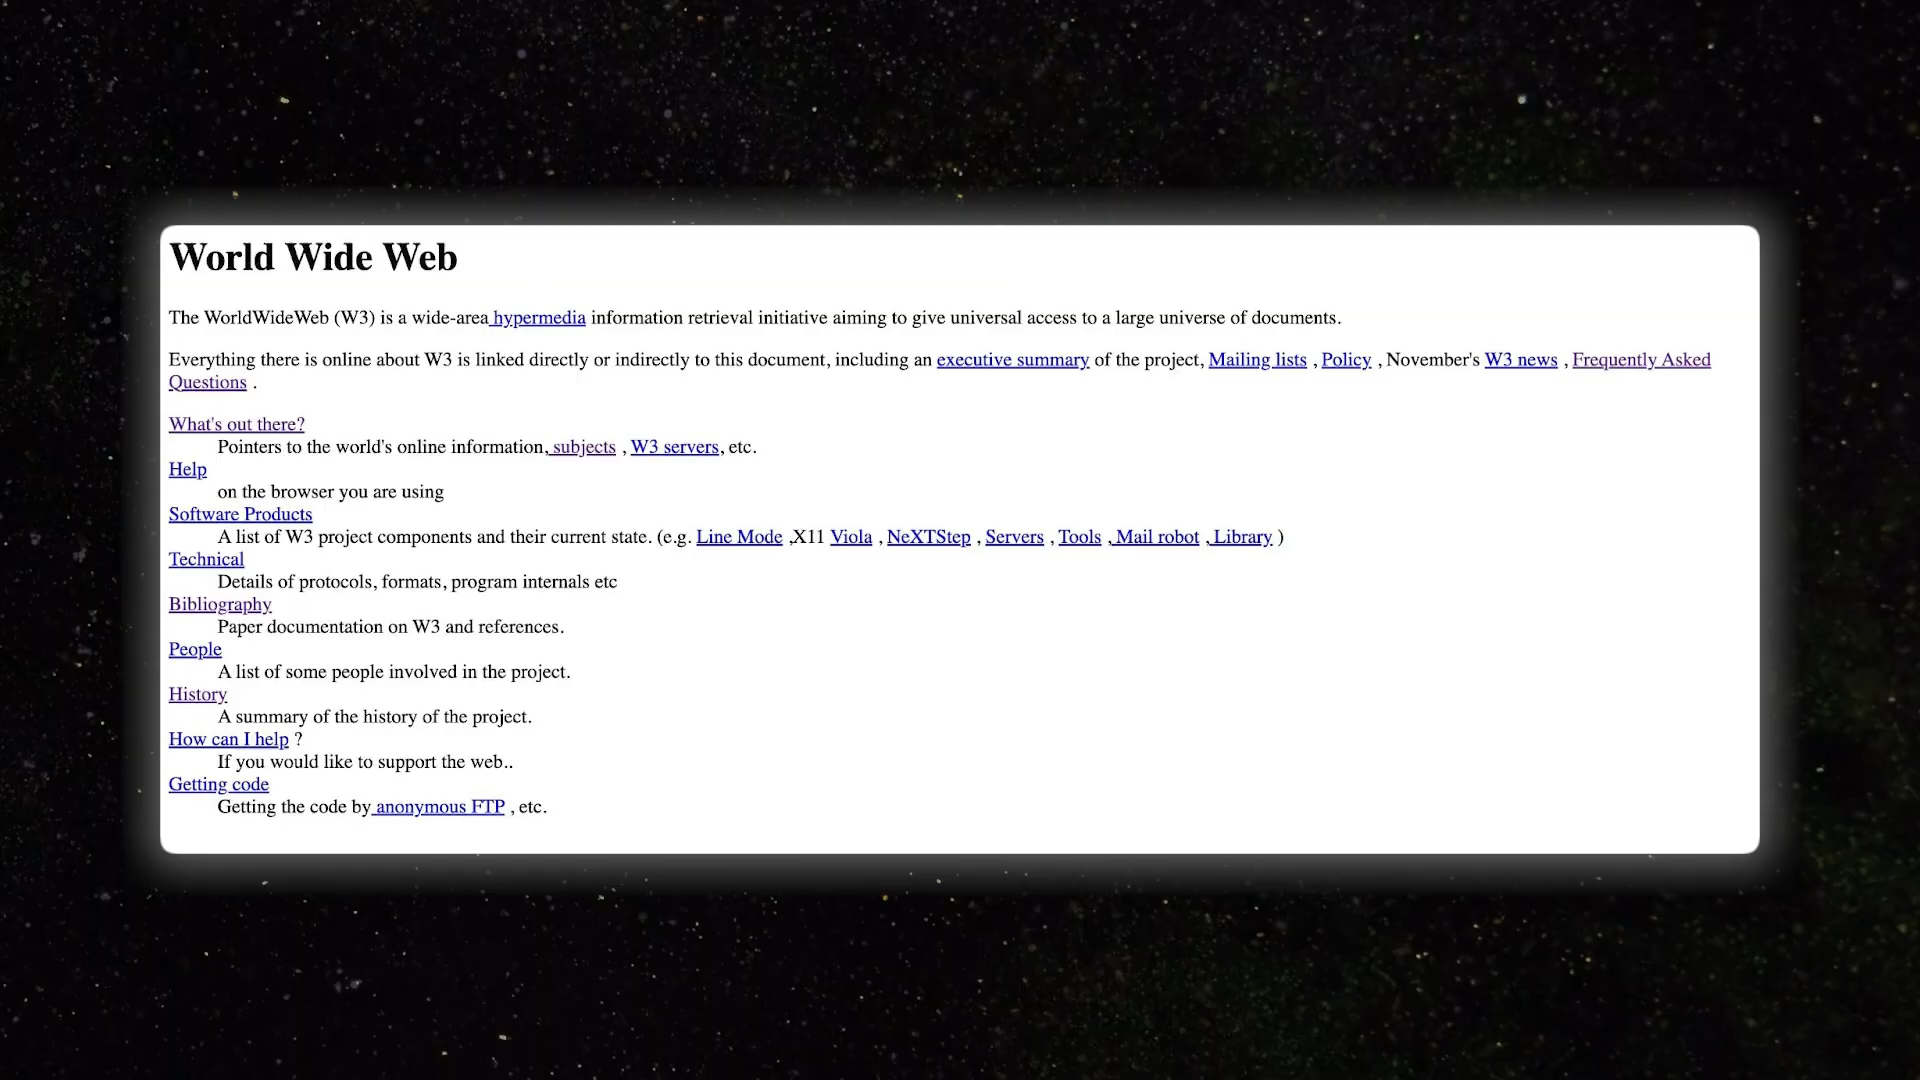 World Wide Web
The WorldWideWeb (W3) is a wide-area hypermedia information retrieval initiative aiming to give universal access to a large universe of documents.
Everything there is online about W3 is linked directly or indirectly to this document, including an executive summary of the project, Mailing lists , Policy , November's W3 news , Frequently Asked
Questions .
What's out there?
Pointers to the world's online information, subjects , W3 servers, etc.
Help
on the browser you are using
Software Products
A list of W3 project components and their current state. (e.g. Line Mode ,X11 Viola , NeXTStep , Servers , Tools , Mail robot , Library )
Technical
Details of protocols, formats, program internals etc
Bibliography
Paper documentation on W3 and references.
People
A list of some people involved in the project.
History
A summary of the history of the project.
How can I help ?
If you would like to support the web..
Getting code
Getting the code by anonymous FTP , etc.